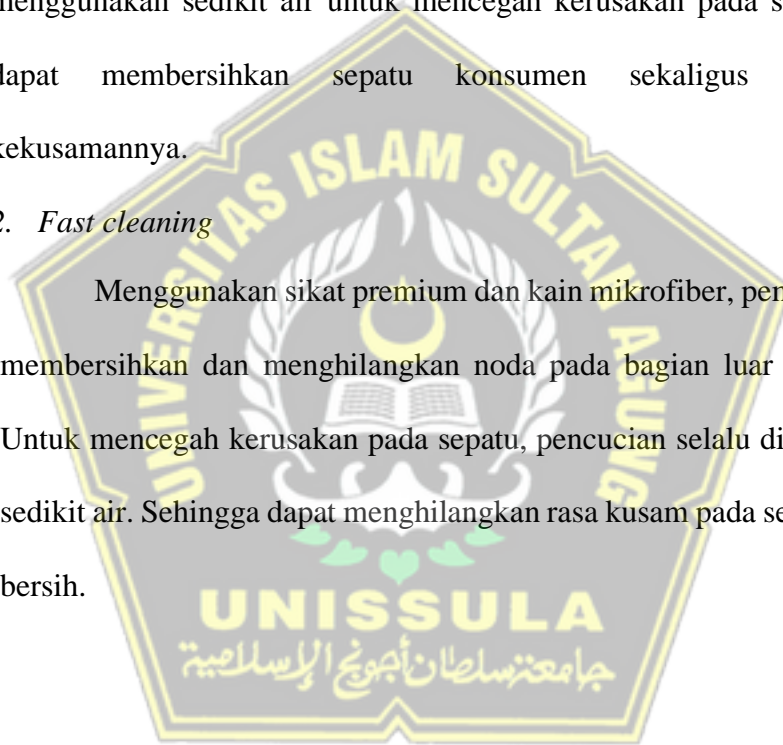 menggunakan sedikit air untuk mencegah kerusakan pada s
dapat membersihkan sepatu konsumen sekaligus
kekusamannya.
2. Fast cleaning
Menggunakan sikat premium dan kain mikrofiber, pen
membersihkan dan menghilangkan noda pada bagian luar
Untuk mencegah kerusakan pada sepatu, pencucian selalu di
sedikit air. Sehingga dapat menghilangkan rasa kusam pada se
bersih.
UNIVERSITAS ISLAM SULTAN AGUNG
UNISSULA
جامعة سلطان أجونج الإسلامية